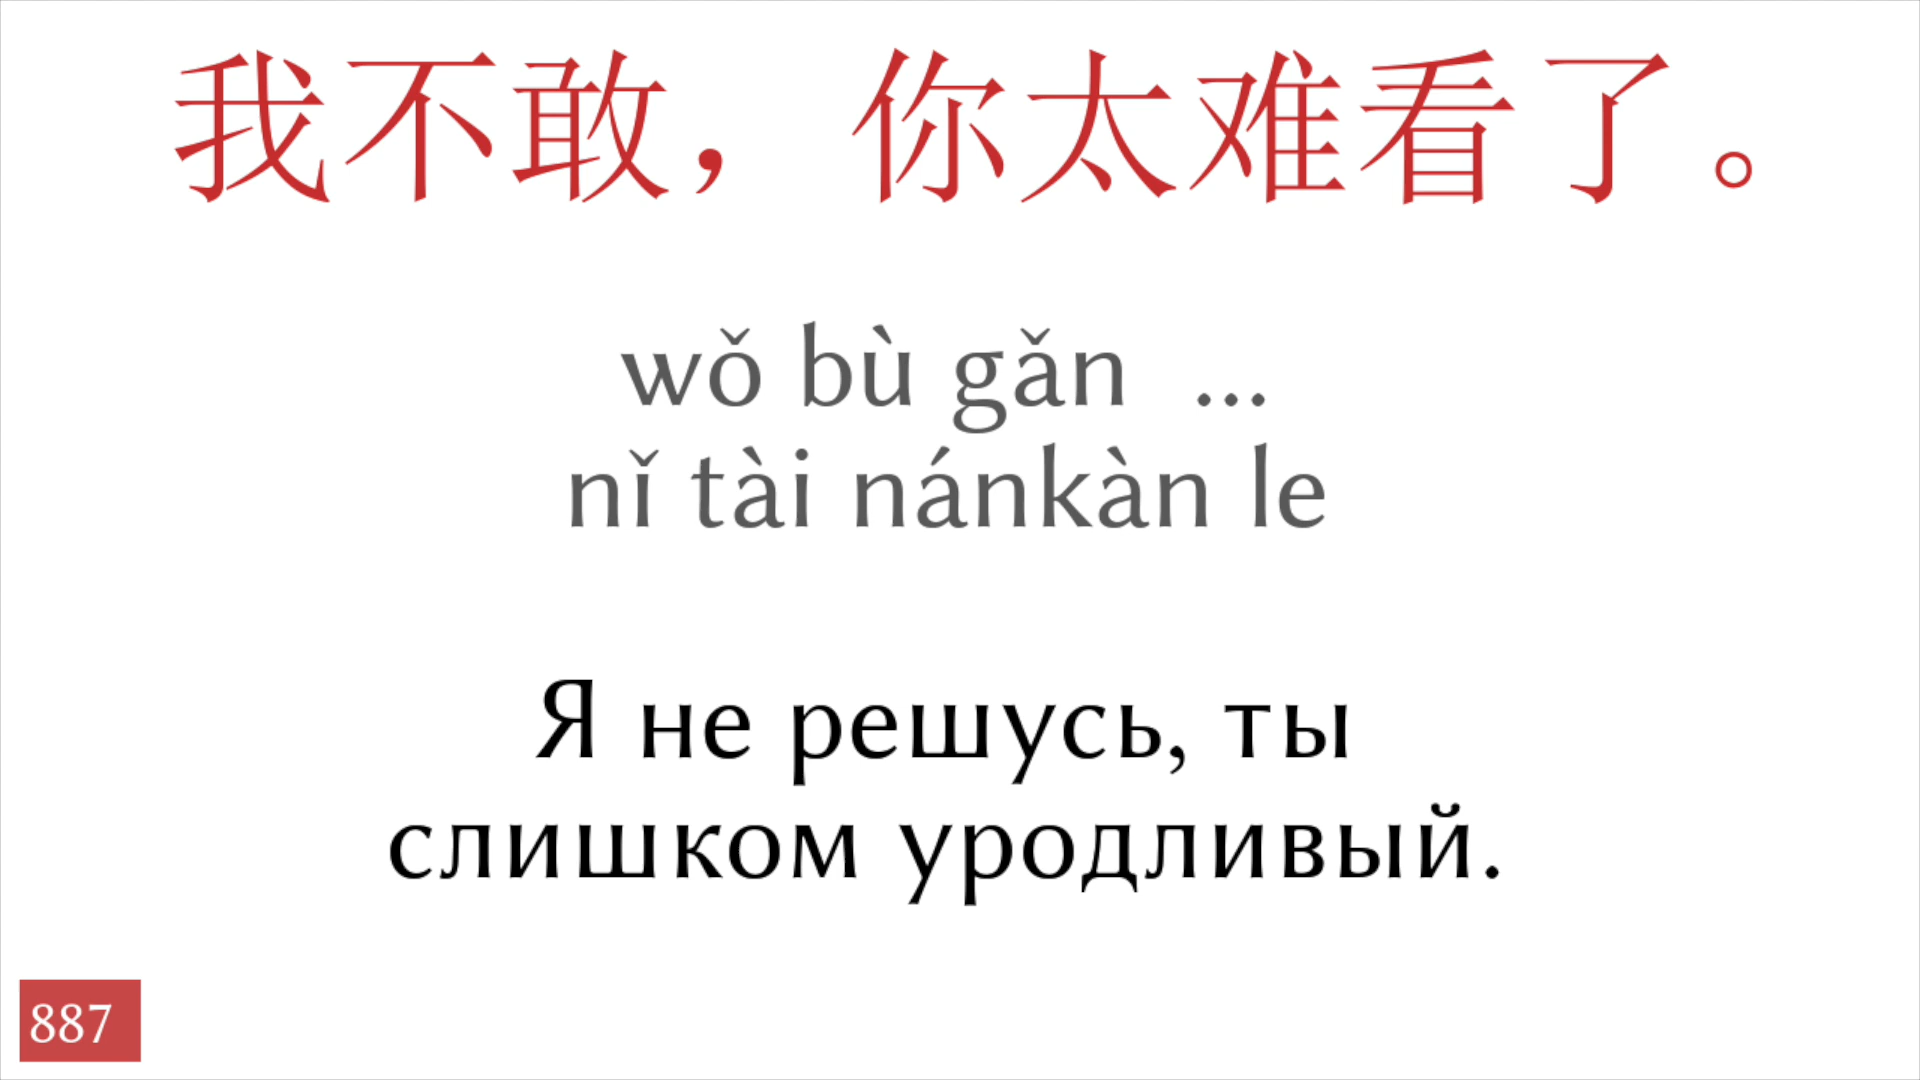 我不敢，你太难看了。
wǒ bù gǎn ...
nǐ tài nánkàn le
Я не решусь, ты
слишком уродливый.
887